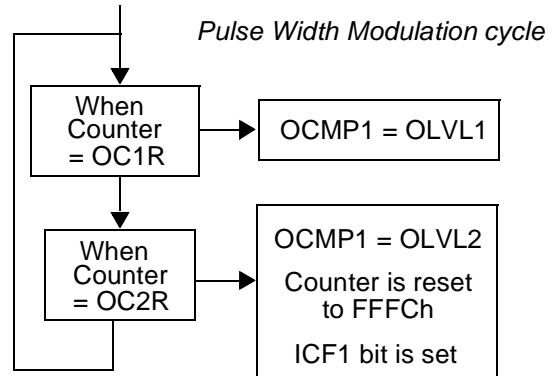 Pulse Width Modulation cycle
When
Counter
= OC1R
OCMP1 = OLVL1
When
Counter
= OC2R
OCMP1 = OLVL2
Counter is reset
to FFFCh
ICF1 bit is set